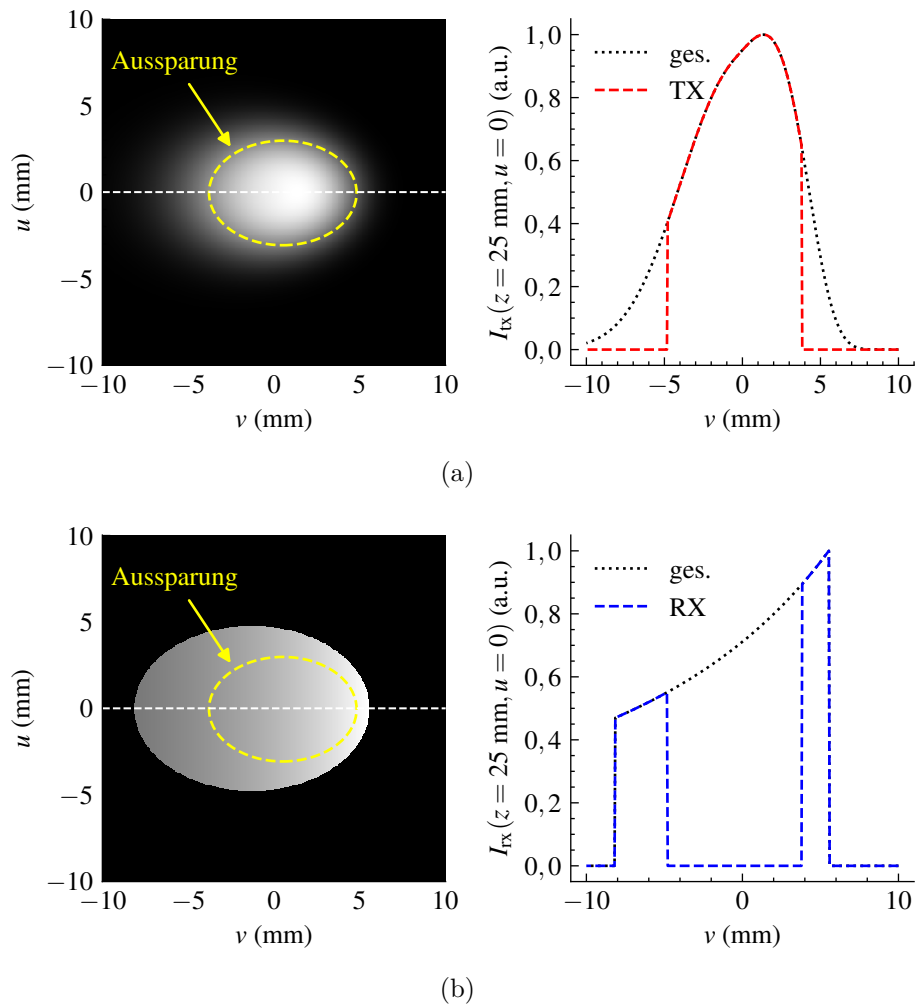 10
5
0
−5
−10
u (mm)
Aussparung
−10 −5 0 5 10
v (mm)
1,0
0,8
0,6
0,4
0,2
0,0
I_tx(z = 25 mm, u = 0) (a.u.)
ges.
TX
−10 −5 0 5 10
v (mm)
(a)
10
5
0
−5
−10
u (mm)
Aussparung
−10 −5 0 5 10
v (mm)
1,0
0,8
0,6
0,4
0,2
0,0
I_rx(z = 25 mm, u = 0) (a.u.)
ges.
RX
−10 −5 0 5 10
v (mm)
(b)